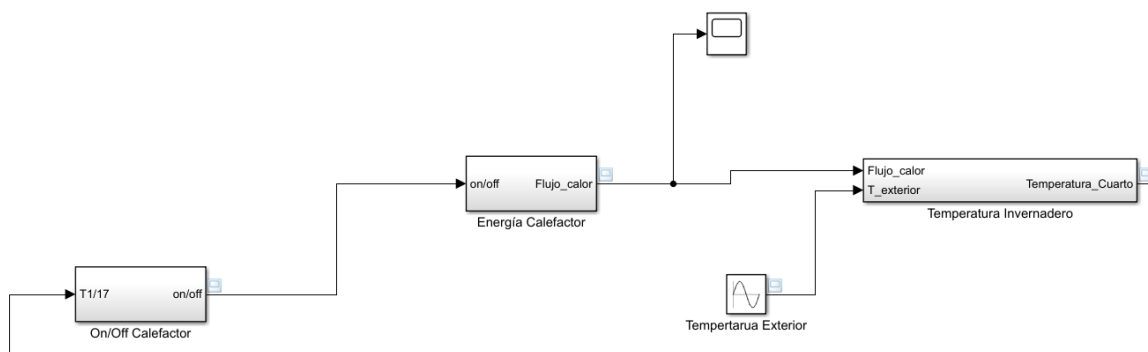 on/off
Flujo_calor
Energía Calefactor
Flujo_calor
T_exterior
Temperatura_Cuarto
Temperatura Invernadero
T1/17
on/off
On/Off Calefactor
Tempertarua Exterior